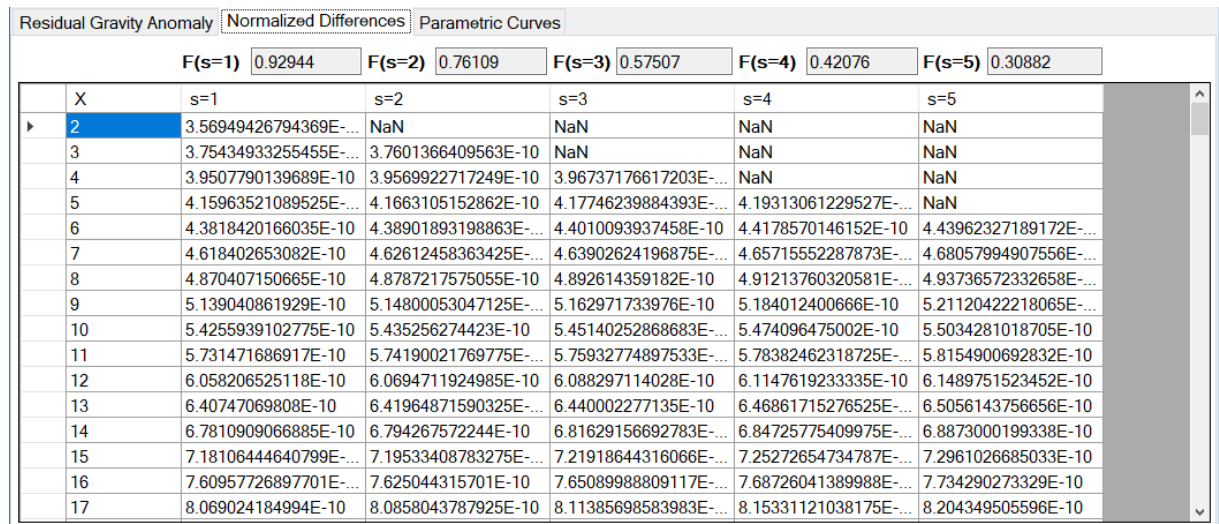 Residual Gravity Anomaly Normalized Differences Parametric Curves
F(s=1) 0.92944 F(s=2) 0.76109 F(s=3) 0.57507 F(s=4) 0.42076 F(s=5) 0.30882
X s=1 s=2 s=3 s=4 s=5
2 3.56949426794369E-... NaN NaN NaN NaN
3 3.75434933255455E-... 3.7601366409563E-10 NaN NaN NaN
4 3.9507790139689E-10 3.9569922717249E-10 3.96737176617203E-... NaN NaN
5 4.15963521089525E-... 4.1663105152862E-10 4.17746239884393E-... 4.19313061229527E-... NaN
6 4.3818420166035E-10 4.38901893198863E-... 4.4010093937458E-10 4.4178570146152E-10 4.43962327189172E-...
7 4.618402653082E-10 4.62612458363425E-... 4.63902624196875E-... 4.65715552287873E-... 4.68057994907556E-...
8 4.870407150665E-10 4.8787217575055E-10 4.892614359182E-10 4.91213760320581E-... 4.93736572332658E-...
9 5.139040861929E-10 5.14800053047125E-... 5.162971733976E-10 5.184012400666E-10 5.21120422218065E-...
10 5.4255939102775E-10 5.435256274423E-10 5.45140252868683E-... 5.474096475002E-10 5.5034281018705E-10
11 5.731471686917E-10 5.74190021769775E-... 5.75932774897533E-... 5.78382462318725E-... 5.8154900692832E-10
12 6.058206525118E-10 6.0694711924985E-10 6.088297114028E-10 6.1147619233335E-10 6.1489751523452E-10
13 6.40747069808E-10 6.41964871590325E-... 6.440002277135E-10 6.46861715276525E-... 6.5056143756656E-10
14 6.7810909066885E-10 6.794267572244E-10 6.81629156692783E-... 6.84725775409975E-... 6.8873000199338E-10
15 7.18106444640799E-... 7.19533408783275E-... 7.21918644316066E-... 7.25272654734787E-... 7.2961026685033E-10
16 7.60957726897701E-... 7.625044315701E-10 7.65089988809117E-... 7.68726041389988E-... 7.734290273329E-10
17 8.069024184994E-10 8.0858043787925E-10 8.11385698583983E-... 8.15331121038175E-... 8.204349505596E-10